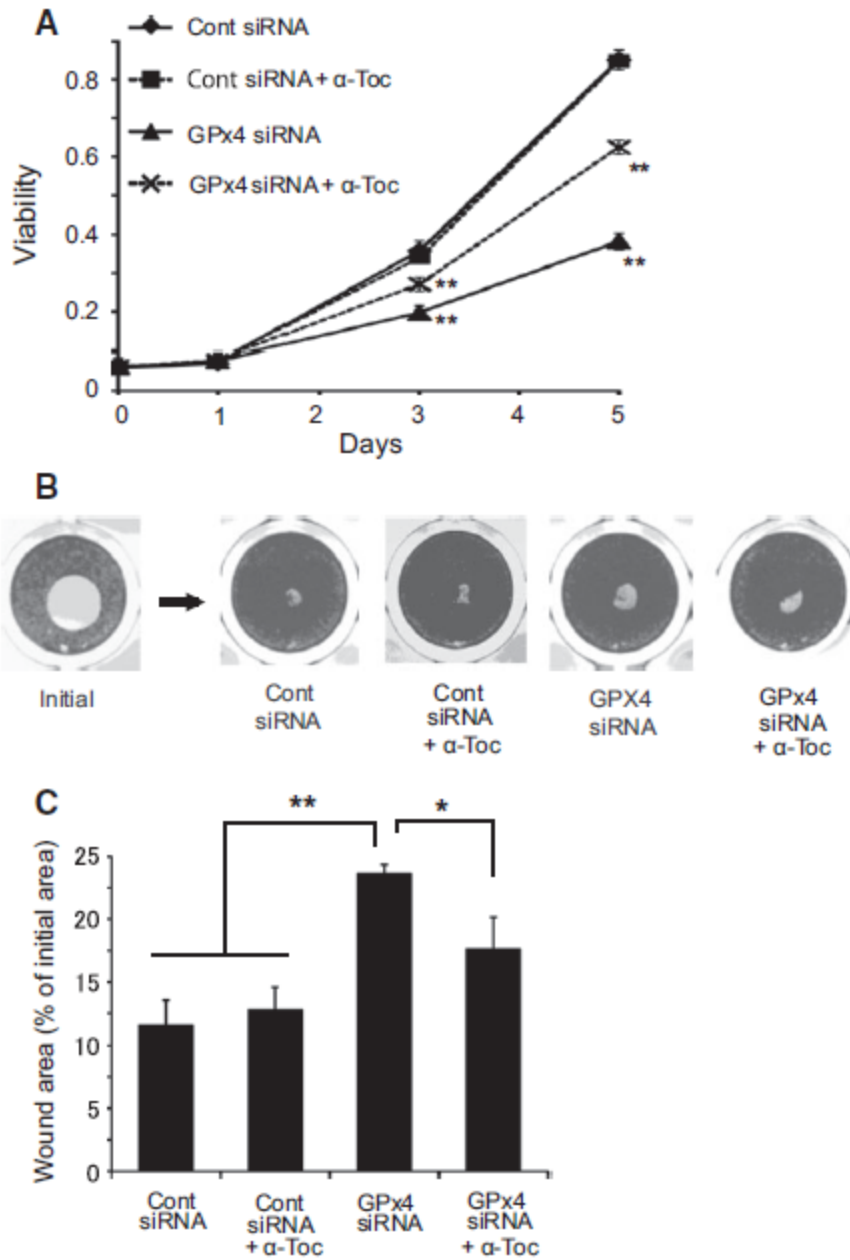 A
Cont siRNA
Cont siRNA + α-Toc
GPx4 siRNA
GPx4 siRNA + α-Toc
Viability
0.8
0.6
0.4
0.2
0
**
**
**
**
0 1 2 3 4 5
Days
B
Initial
Cont
siRNA
Cont
siRNA
+ α-Toc
GPX4
siRNA
GPx4
siRNA
+ α-Toc
C
** *
Wound area (% of initial area)
25
20
15
10
5
0
Cont
siRNA
Cont
siRNA
+ α-Toc
GPx4
siRNA
GPx4
siRNA
+ α-Toc